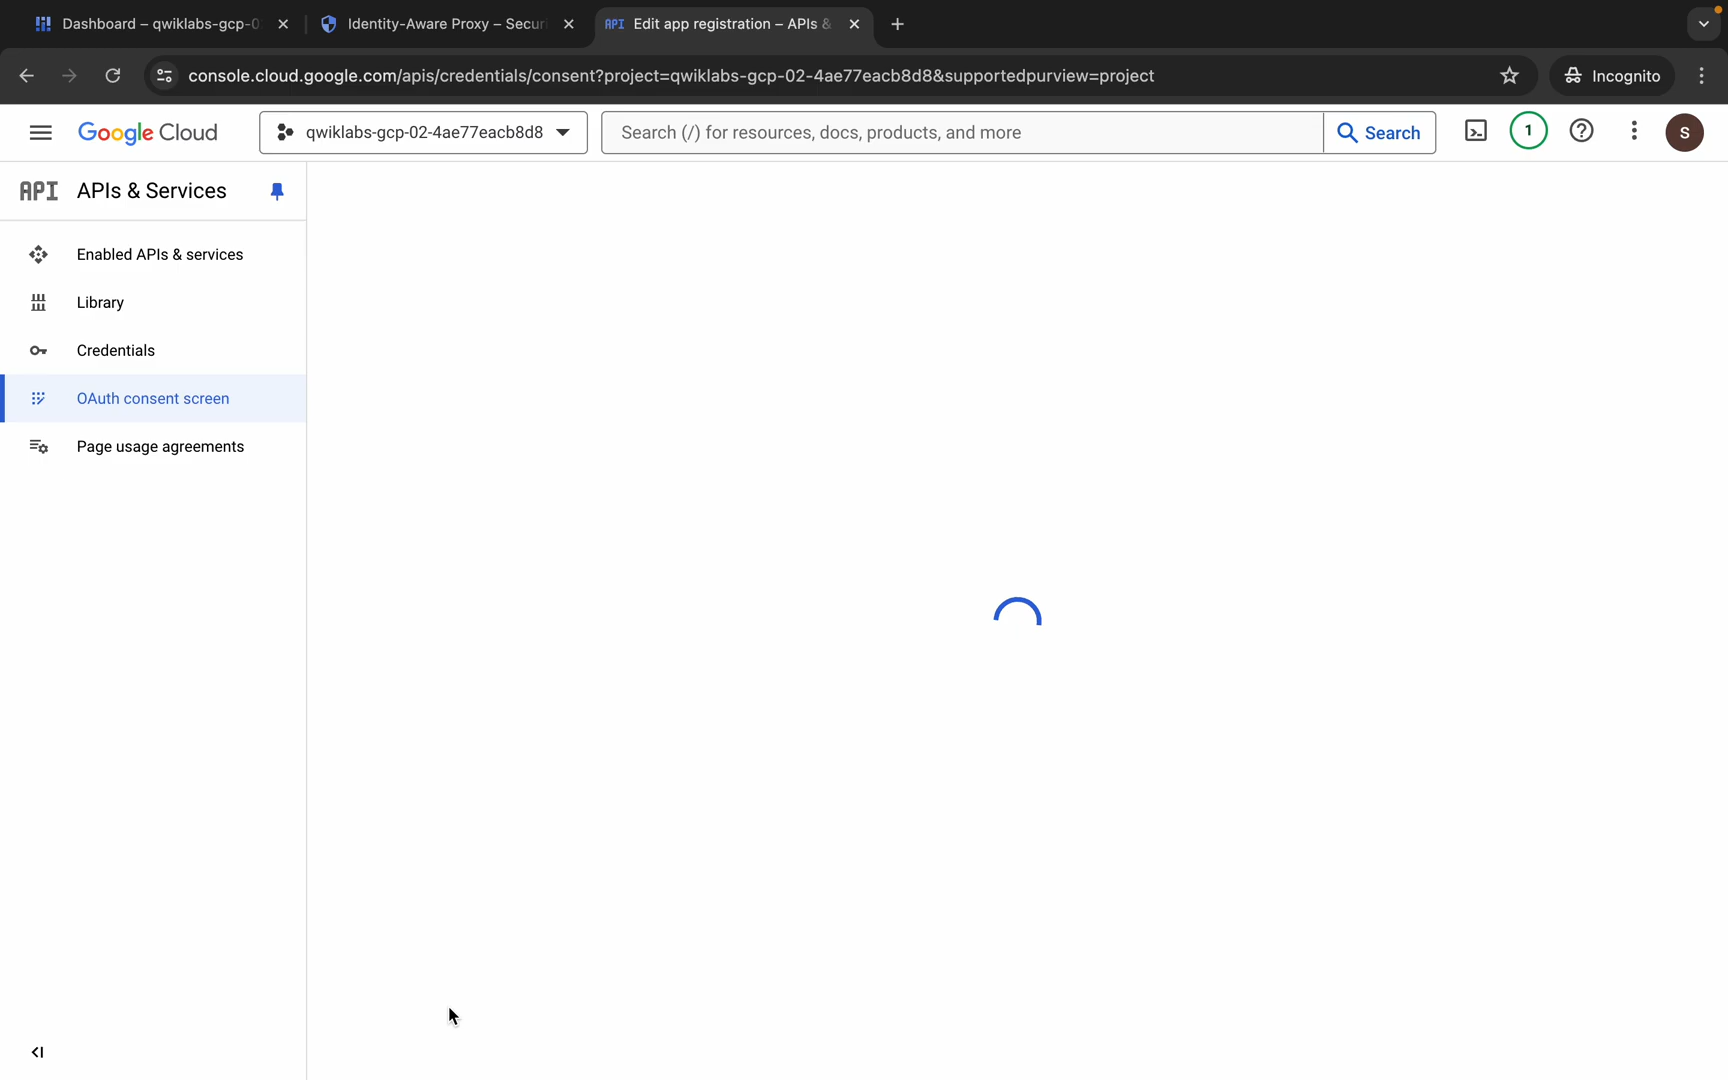 Dashboard – qwiklabs-gcp-0
Identity-Aware Proxy – Secur
API Edit app registration – APIs &
console.cloud.google.com/apis/credentials/consent?project=qwiklabs-gcp-02-4ae77eacb8d8&supportedpurview=project
Incognito
Google Cloud
qwiklabs-gcp-02-4ae77eacb8d8
Search (/) for resources, docs, products, and more
Search
1
S
API APIs & Services
Enabled APIs & services
Library
Credentials
OAuth consent screen
Page usage agreements